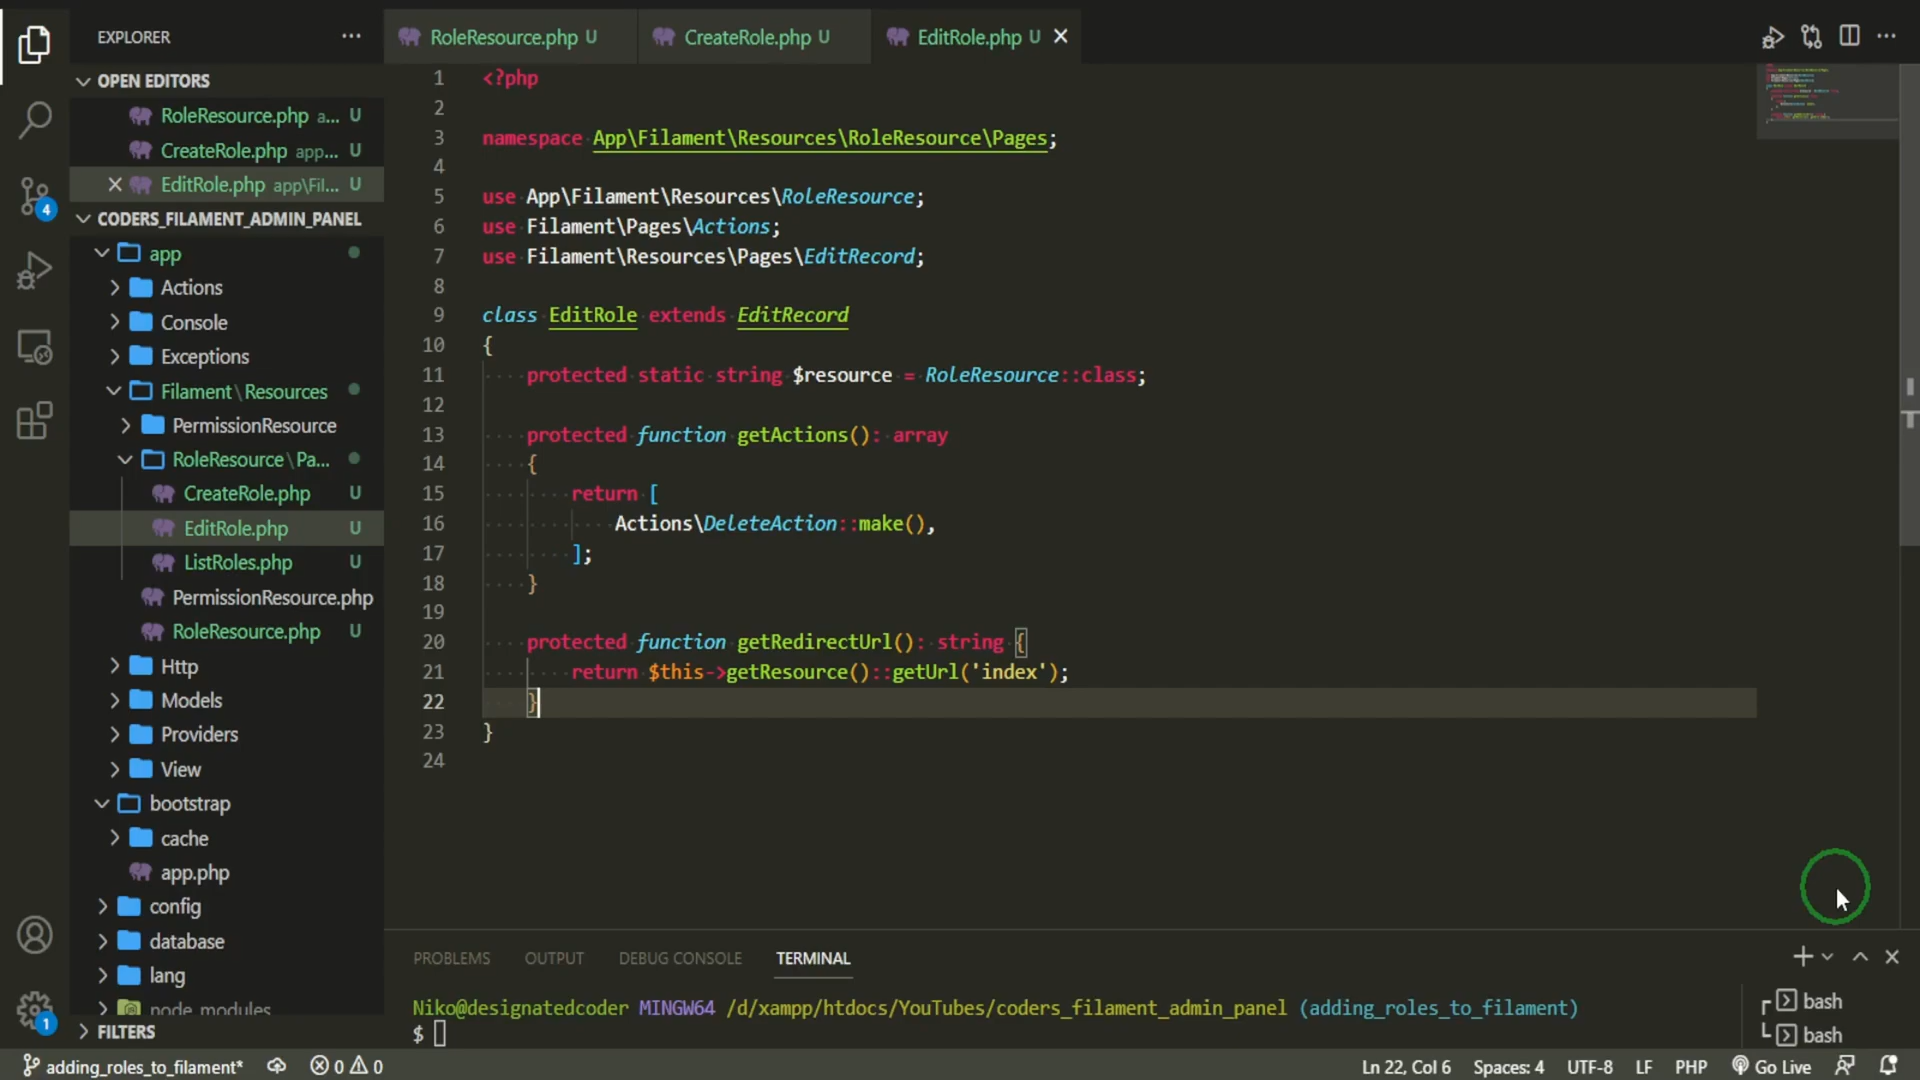 EXPLORER
OPEN EDITORS
RoleResource.php a... U
CreateRole.php app... U
EditRole.php app\Fil... U
CODERS_FILAMENT_ADMIN_PANEL
app
Actions
Console
Exceptions
Filament\Resources
PermissionResource
RoleResource\Pa...
CreateRole.php U
EditRole.php U
ListRoles.php U
PermissionResource.php
RoleResource.php U
Http
Models
Providers
View
bootstrap
cache
app.php
config
database
lang
node_modules
FILTERS
4
1
RoleResource.php U
CreateRole.php U
EditRole.php U
1 <?php
2
3 namespace App\Filament\Resources\RoleResource\Pages;
4
5 use App\Filament\Resources\RoleResource;
6 use Filament\Pages\Actions;
7 use Filament\Resources\Pages\EditRecord;
8
9 class EditRole extends EditRecord
10 {
11 protected static string $resource = RoleResource::class;
12
13 protected function getActions(): array
14 {
15 return [
16 Actions\DeleteAction::make(),
17 ];
18 }
19
20 protected function getRedirectUrl(): string {
21 return $this->getResource()::getUrl('index');
22 }
23 }
24
PROBLEMS OUTPUT DEBUG CONSOLE TERMINAL
Niko@designatedcoder MINGW64 /d/xampp/htdocs/YouTubes/coders_filament_admin_panel (adding_roles_to_filament)
$
bash
bash
adding_roles_to_filament* 0 0 Ln 22, Col 6 Spaces: 4 UTF-8 LF PHP Go Live